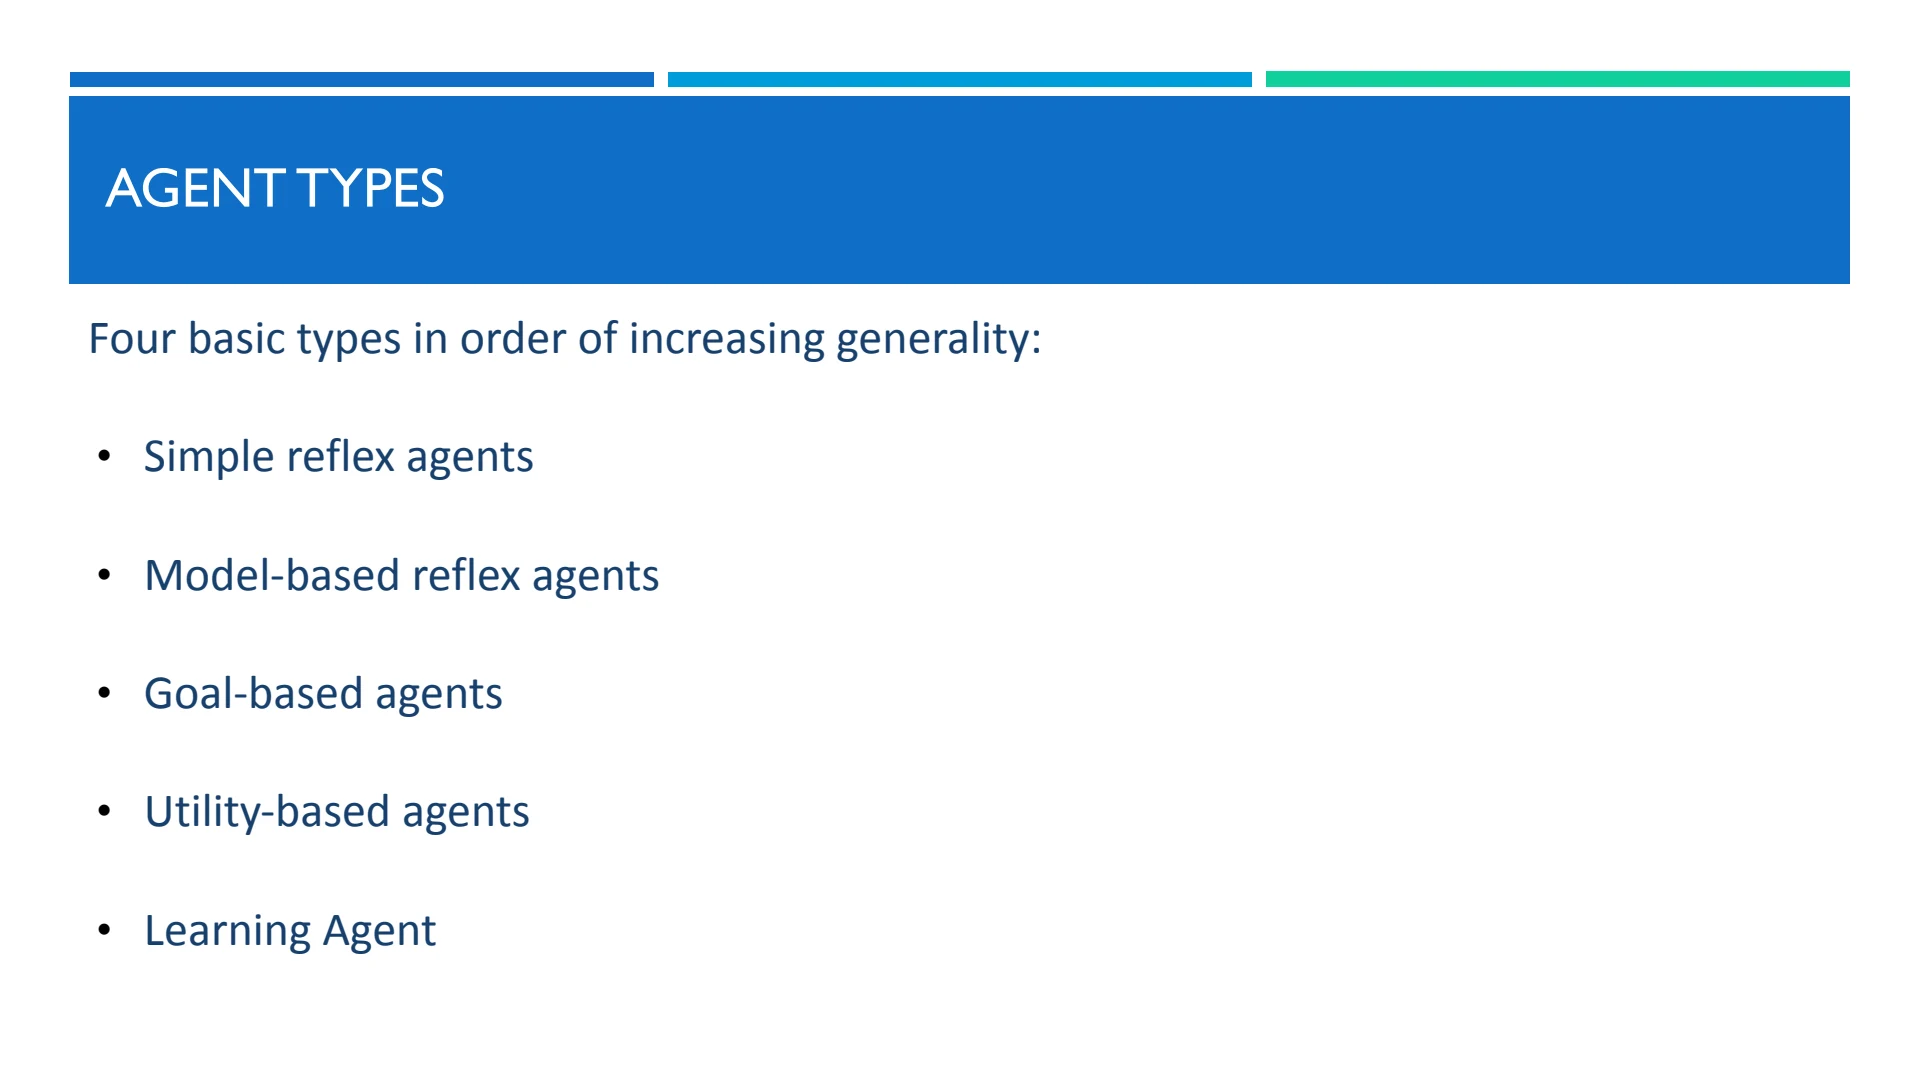 AGENT TYPES
Four basic types in order of increasing generality:
• Simple reflex agents
• Model-based reflex agents
• Goal-based agents
• Utility-based agents
• Learning Agent